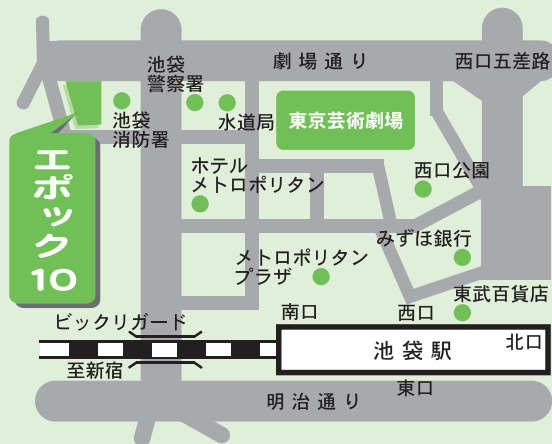 劇場通り
西口五差路
池袋
警察署
池袋
消防署
水道局
東京芸術劇場
エポック
10
ホテル
メトロポリタン
西口公園
みずほ銀行
メトロポリタン
プラザ
東武百貨店
南口
西口
北口
ビックリガード
池袋駅
至新宿
東口
明治通り